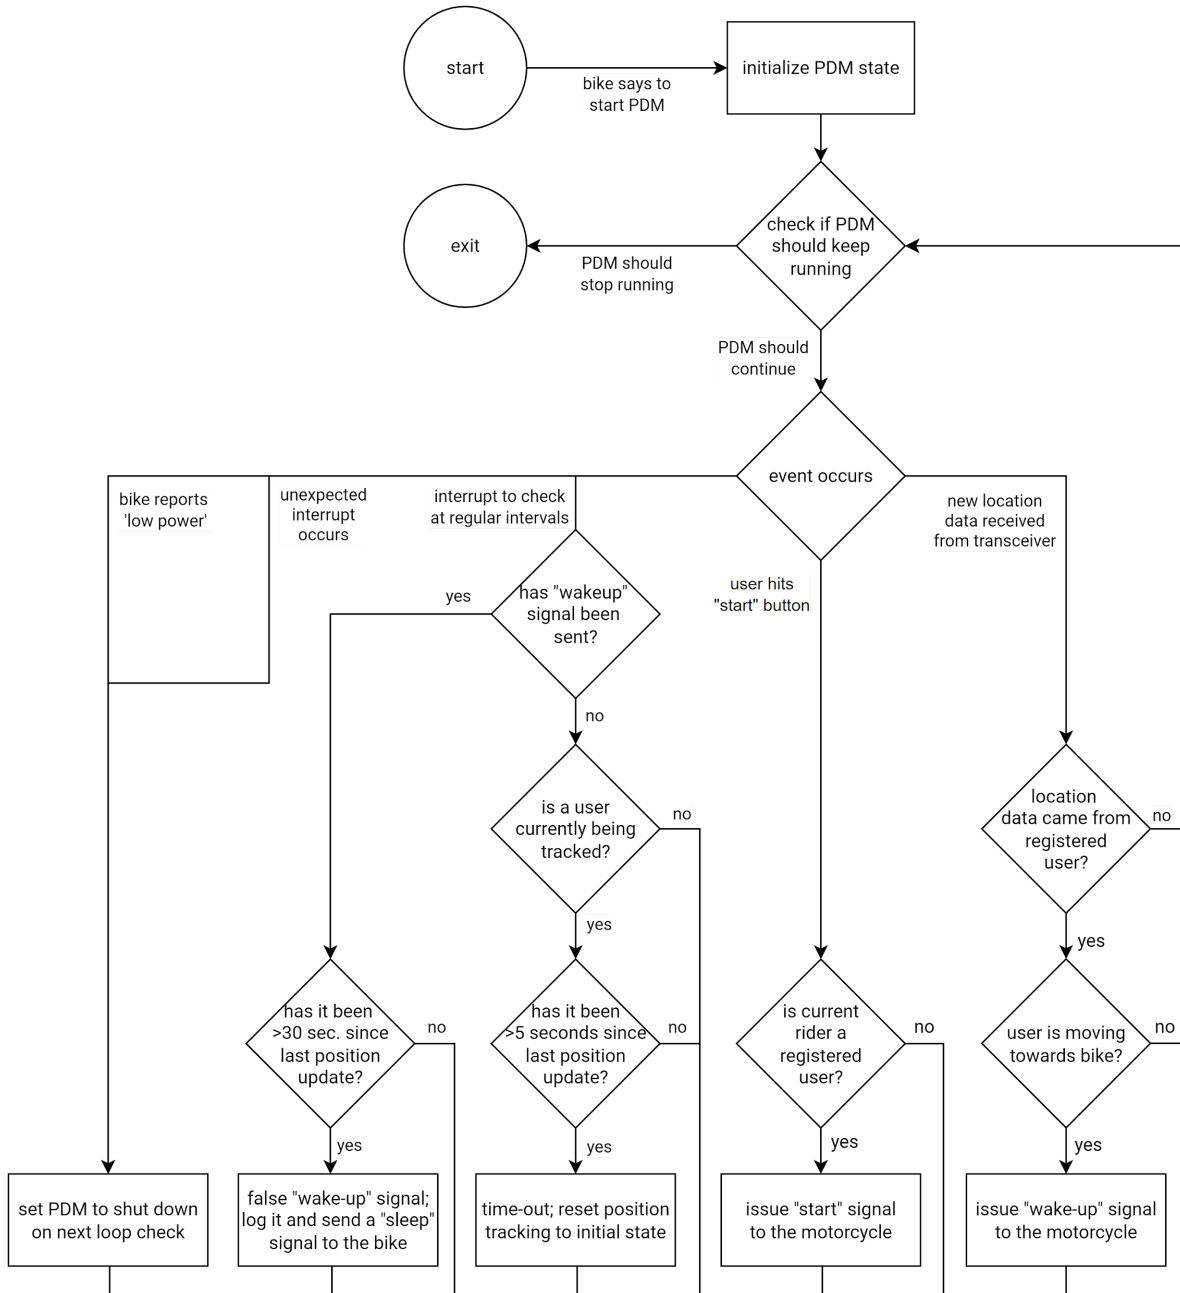 start
bike says to
start PDM
initialize PDM state
check if PDM
should keep
running
exit
PDM should
stop running
PDM should
continue
event occurs
bike reports
'low power'
unexpected
interrupt
occurs
interrupt to check
at regular intervals
new location
data received
from transceiver
user hits
"start" button
yes
has "wakeup"
signal been
sent?
no
is a user
currently being
tracked?
no
location
data came from
registered
user?
no
yes
yes
has it been
>30 sec. since
last position
update?
no
has it been
>5 seconds since
last position
update?
no
is current
rider a
registered
user?
no
user is moving
towards bike?
no
yes
yes
yes
yes
set PDM to shut down
on next loop check
false "wake-up" signal;
log it and send a "sleep"
signal to the bike
time-out; reset position
tracking to initial state
issue "start" signal
to the motorcycle
issue "wake-up" signal
to the motorcycle